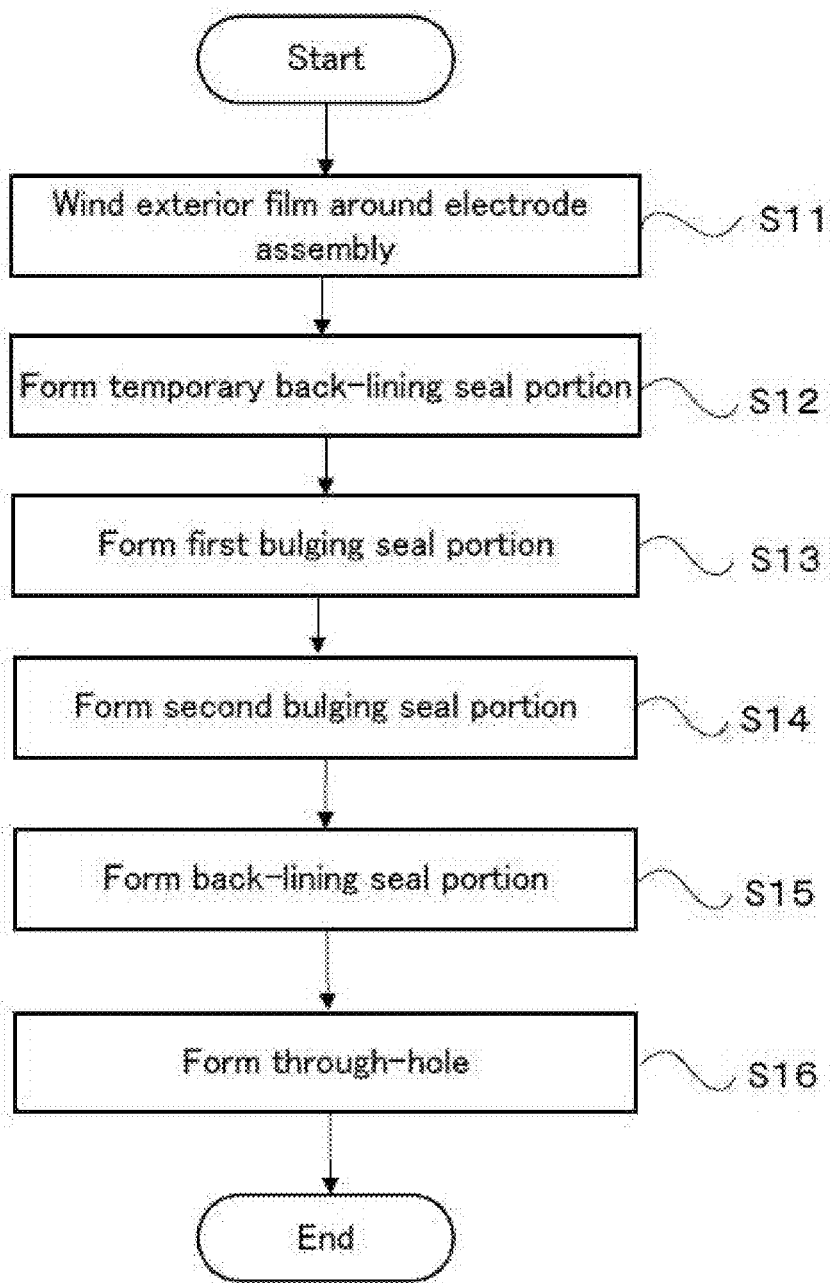 Start
Wind exterior film around electrode
assembly
S11
Form temporary back-lining seal portion
S12
Form first bulging seal portion
S13
Form second bulging seal portion
S14
Form back-lining seal portion
S15
Form through-hole
S16
End